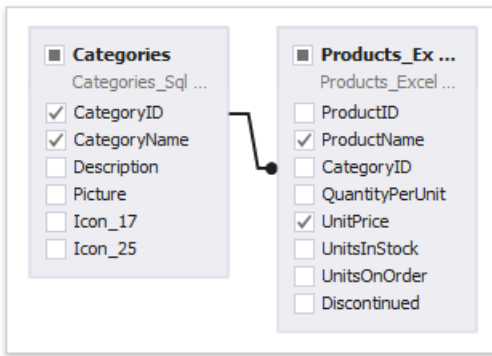 Categories
Categories_Sql ...
CategoryID
CategoryName
Description
Picture
Icon_17
Icon_25
Products_Ex ...
Products_Excel ...
ProductID
ProductName
CategoryID
QuantityPerUnit
UnitPrice
UnitsInStock
UnitsOnOrder
Discontinued